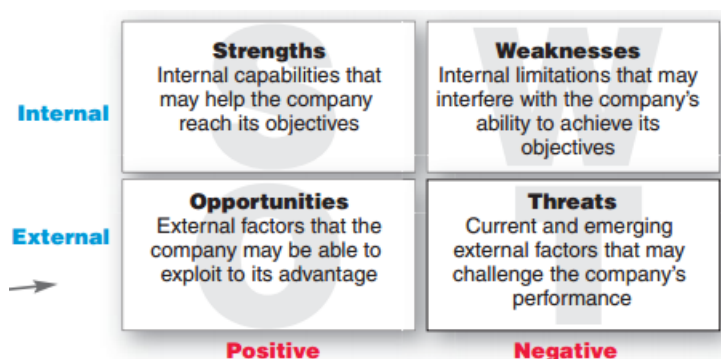 Strengths
Internal capabilities that
may help the company
reach its objectives
Weaknesses
Internal limitations that may
interfere with the company’s
ability to achieve its
objectives
Internal
Opportunities
External factors that the
company may be able to
exploit to its advantage
Threats
Current and emerging
external factors that may
challenge the company’s
performance
External
Positive
Negative
S
W
O
T